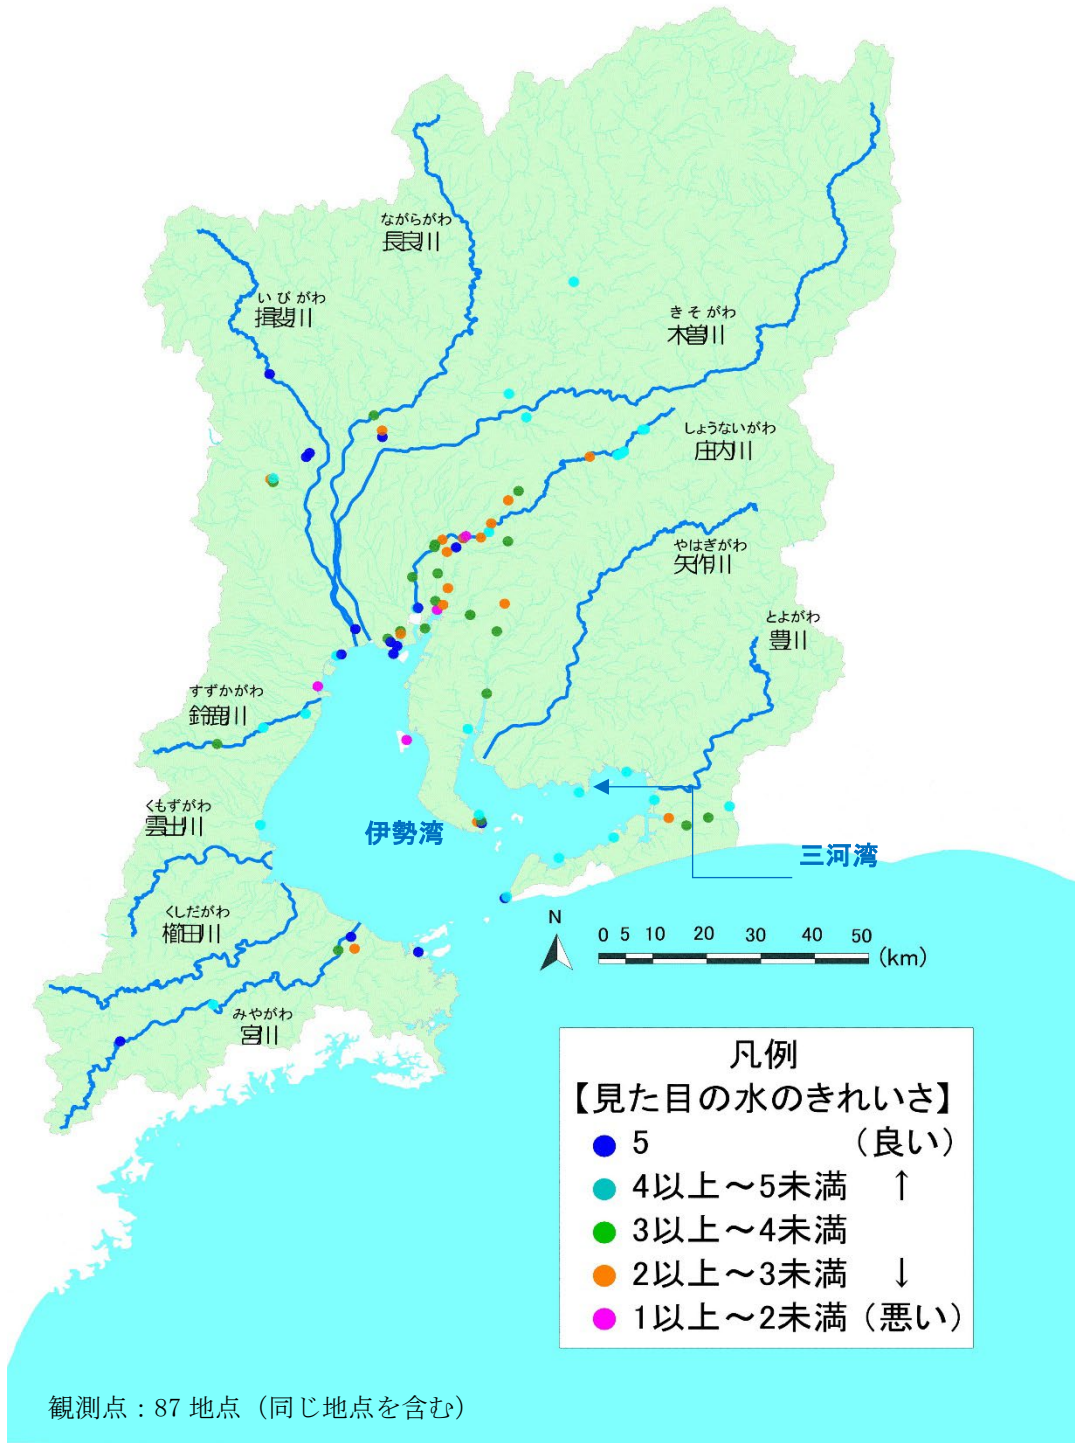 ながらがわ
長良川
いびがわ
揖斐川
きそがわ
木曽川
しょうないがわ
庄内川
やはぎがわ
矢作川
とよがわ
豊川
すずかがわ
鈴鹿川
くもずがわ
雲出川
伊勢湾
三河湾
くしだがわ
櫛田川
みやがわ
宮川
N
0 5 10 20 30 40 50
(km)
凡例
【見た目の水のきれいさ】
5 （良い）
4以上～5未満 ↑
3以上～4未満
2以上～3未満 ↓
1以上～2未満（悪い）
観測点：87 地点（同じ地点を含む）